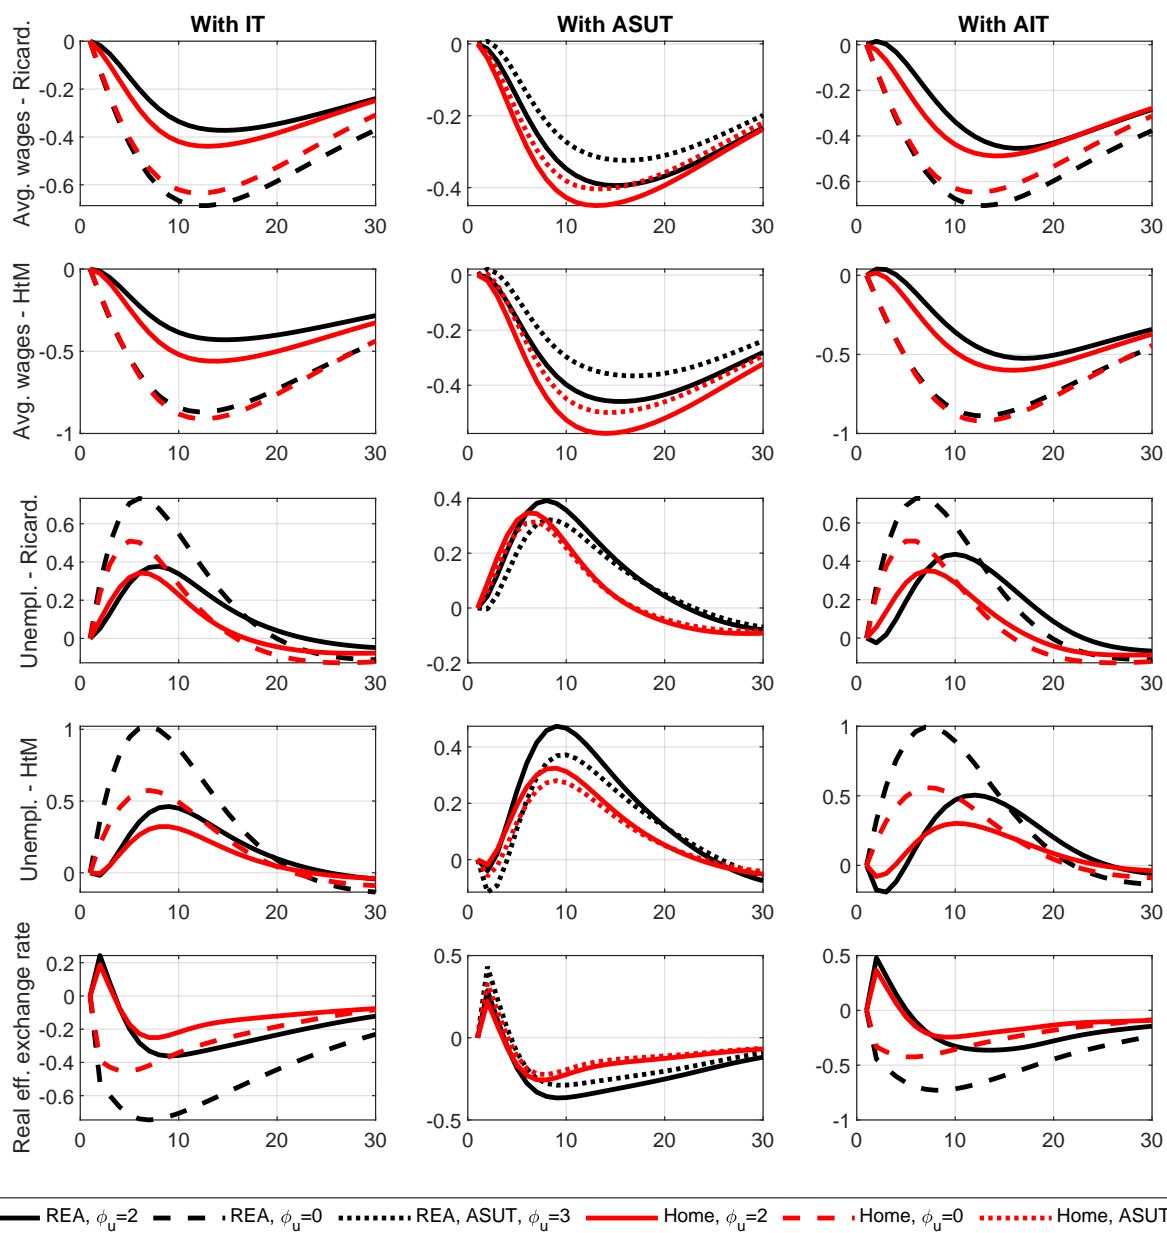 With IT
With ASUT
With AIT
Avg. wages - Ricard.
0
-0.2
-0.4
-0.6
0 10 20 30
0
-0.2
-0.4
0 10 20 30
0
-0.2
-0.4
-0.6
0 10 20 30
Avg. wages - HtM
0
-0.5
-1
0 10 20 30
0
-0.2
-0.4
0 10 20 30
0
-0.5
-1
0 10 20 30
Unempl. - Ricard.
0.6
0.4
0.2
0
0 10 20 30
0.4
0.2
0
-0.2
0 10 20 30
0.6
0.4
0.2
0
0 10 20 30
Unempl. - HtM
1
0.5
0
0 10 20 30
0.4
0.2
0
0 10 20 30
1
0.5
0
0 10 20 30
Real eff. exchange rate
0.2
0
-0.2
-0.4
-0.6
0 10 20 30
0.5
0
-0.5
0 10 20 30
0.5
0
-0.5
-1
0 10 20 30
REA, ϕu=2 REA, ϕu=0 REA, ASUT, ϕu=3 Home, ϕu=2 Home, ϕu=0 Home, ASUT